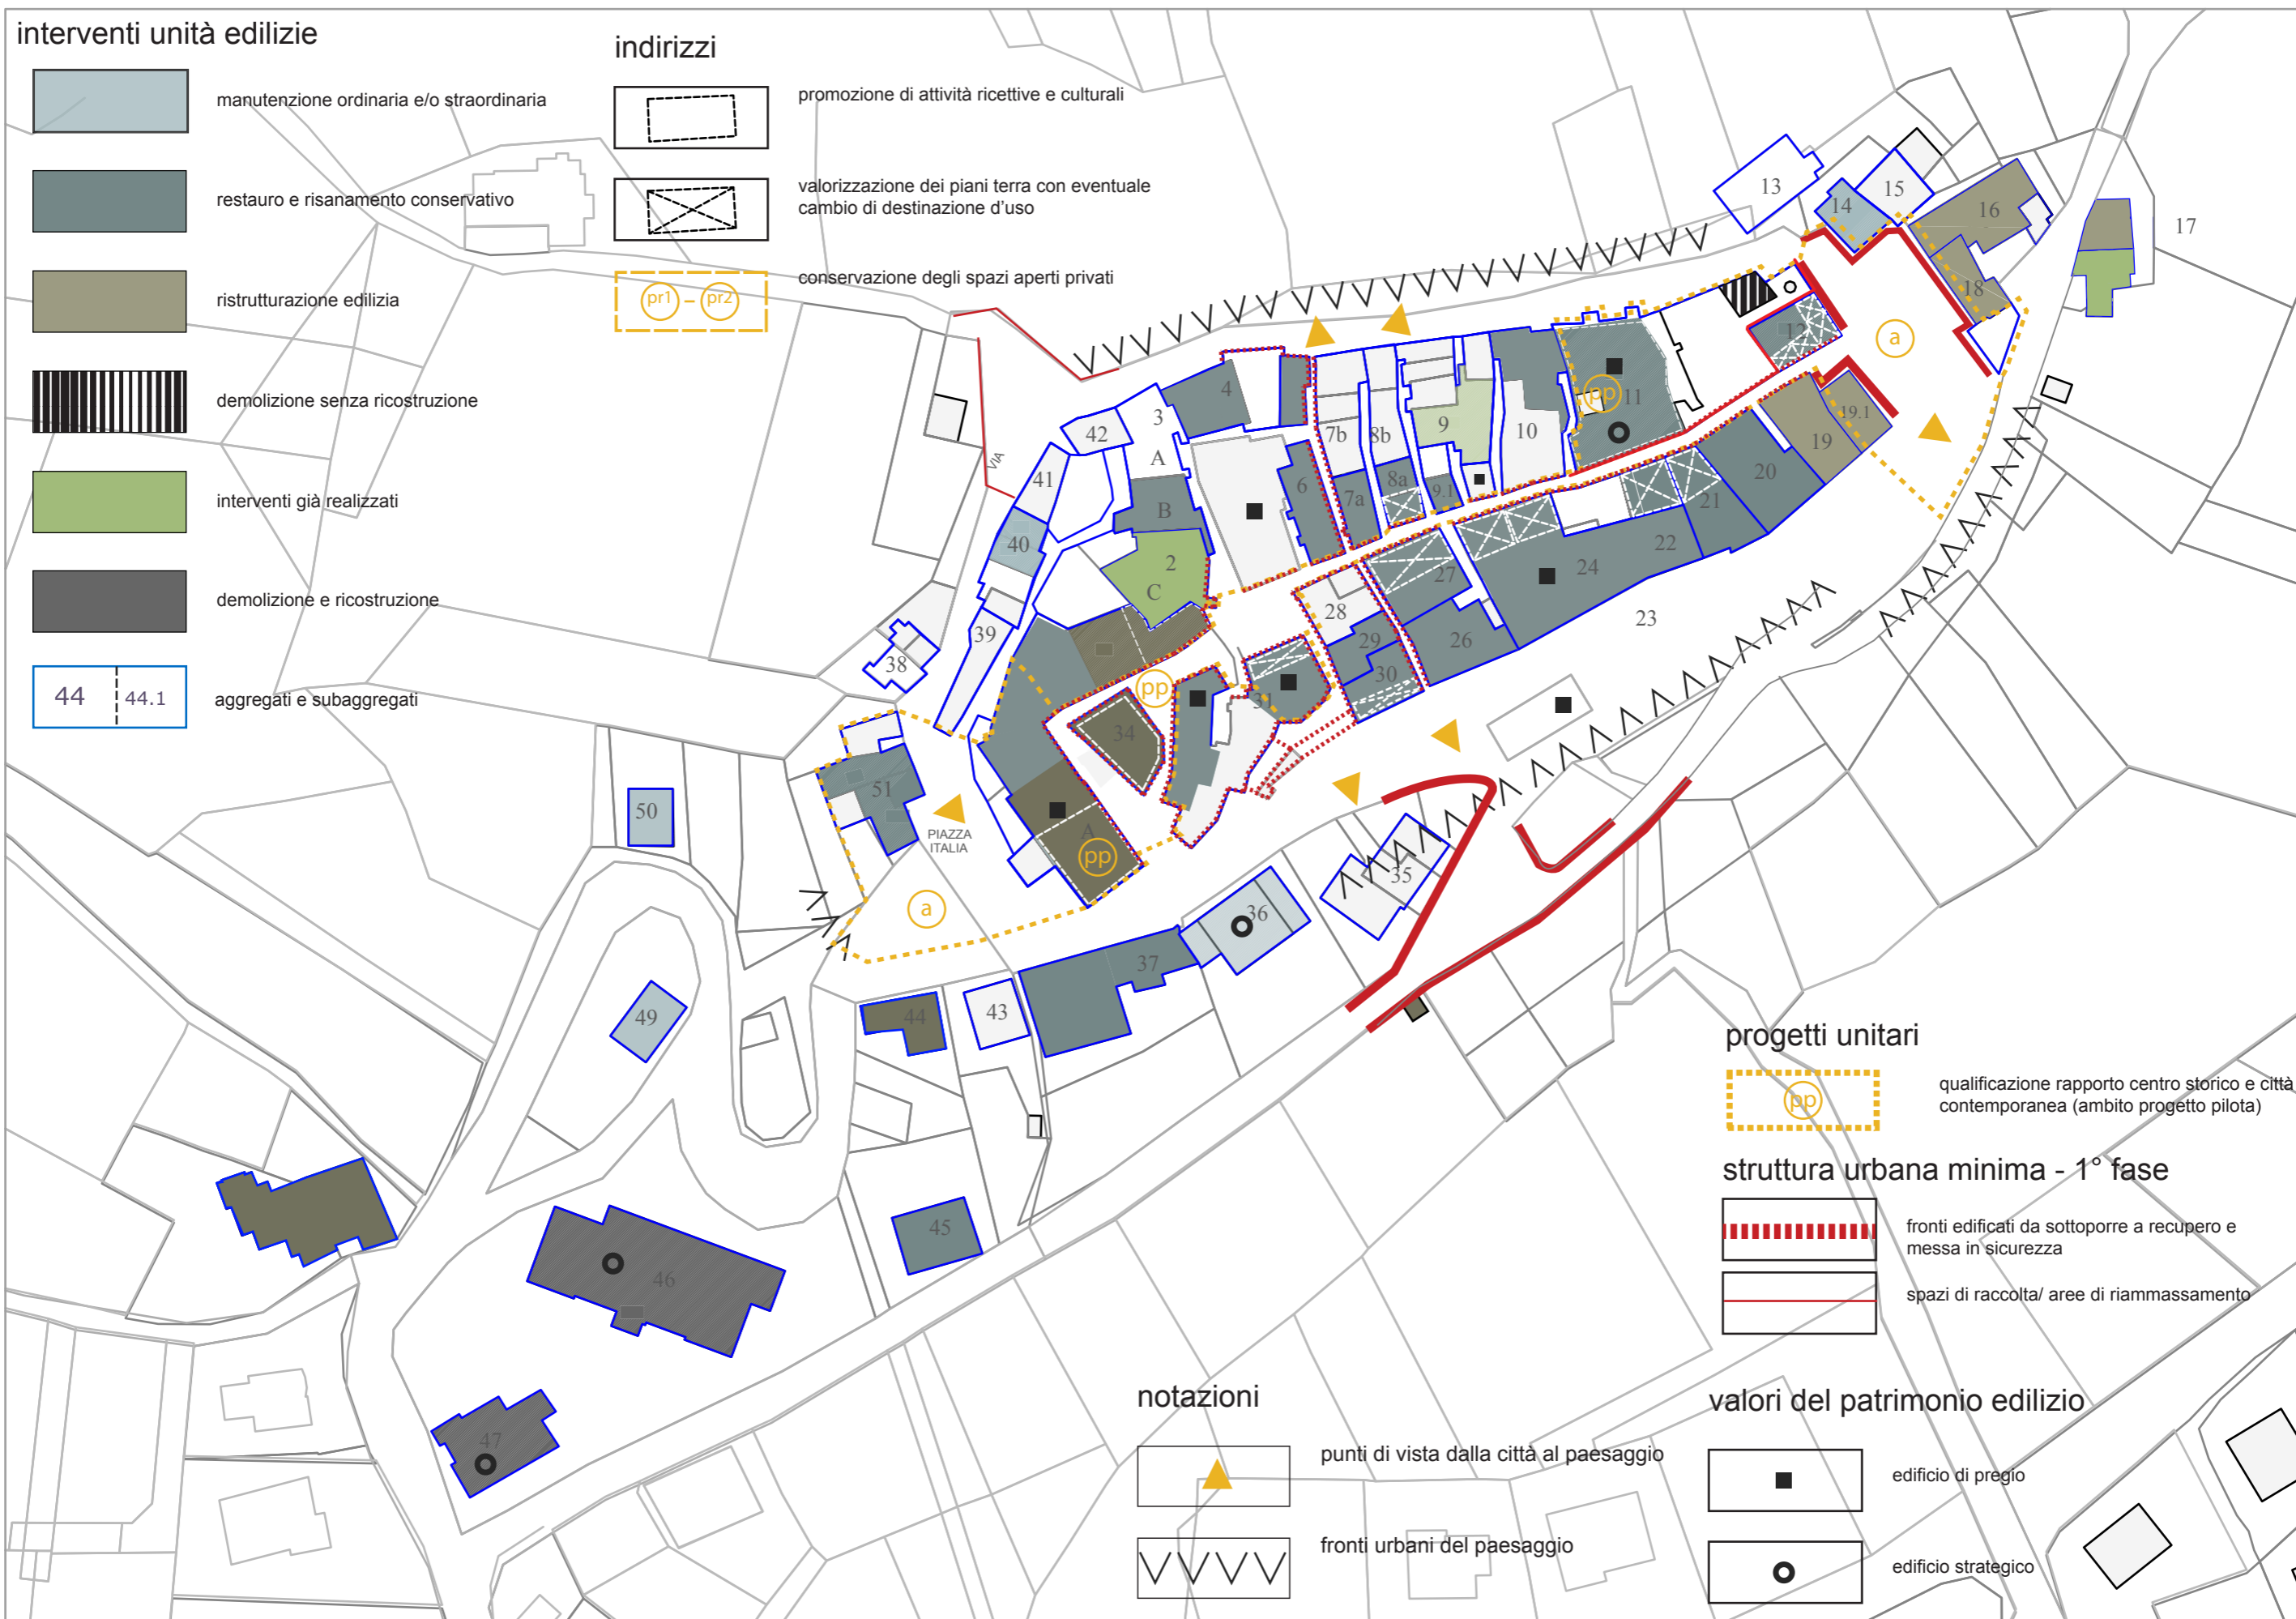 interventi unità edilizie
manutenzione ordinaria e/o straordinaria
restauro e risanamento conservativo
ristrutturazione edilizia
demolizione senza ricostruzione
interventi già realizzati
demolizione e ricostruzione
44 44.1
aggregati e subaggregati
indirizzi
promozione di attività ricettive e culturali
valorizzazione dei piani terra con eventuale
cambio di destinazione d'uso
conservazione degli spazi aperti privati
pr1 - pr2
13
14
15
16
17
18
a
12
19.1
19
20
21
22
23
24
pp
11
10
9
9.1
8b
8a
7b
7a
6
4
3
A
B
2
C
42
41
VIA
40
39
38
27
26
28
29
30
31
pp
34
A
pp
51
PIAZZA
ITALIA
a
50
49
35
36
37
43
44
45
46
47
progetti unitari
pp
qualificazione rapporto centro storico e città
contemporanea (ambito progetto pilota)
struttura urbana minima - 1° fase
fronti edificati da sottoporre a recupero e
messa in sicurezza
spazi di raccolta/ aree di riammassamento
notazioni
punti di vista dalla città al paesaggio
fronti urbani del paesaggio
valori del patrimonio edilizio
edificio di pregio
edificio strategico